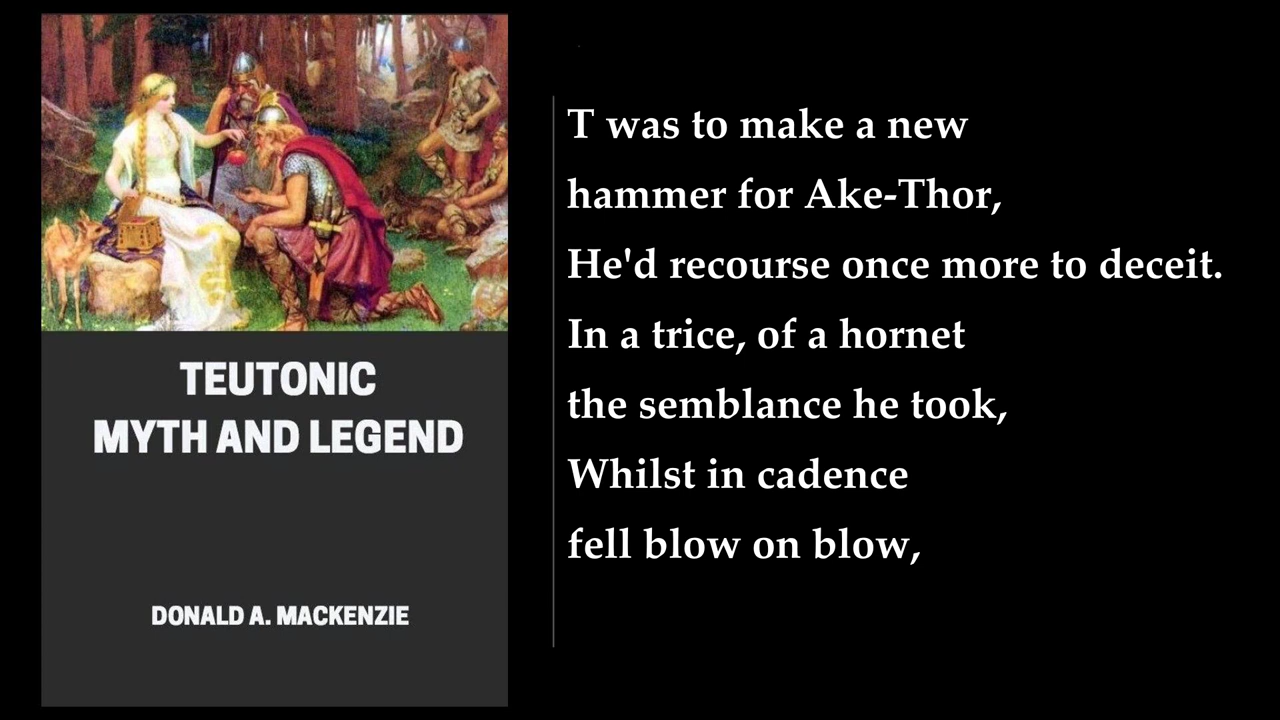 TEUTONIC
MYTH AND LEGEND
DONALD A. MACKENZIE
T was to make a new
hammer for Ake-Thor,
He'd recourse once more to deceit.
In a trice, of a hornet
the semblance he took,
Whilst in cadence
fell blow on blow,